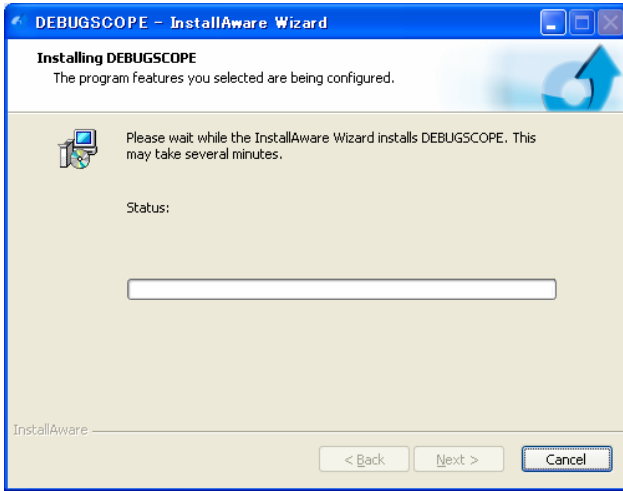 DEBUGSCOPE - InstallAware Wizard
Installing DEBUGSCOPE
The program features you selected are being configured.
Please wait while the InstallAware Wizard installs DEBUGSCOPE. This
may take several minutes.
Status:
InstallAware
< Back
Next >
Cancel